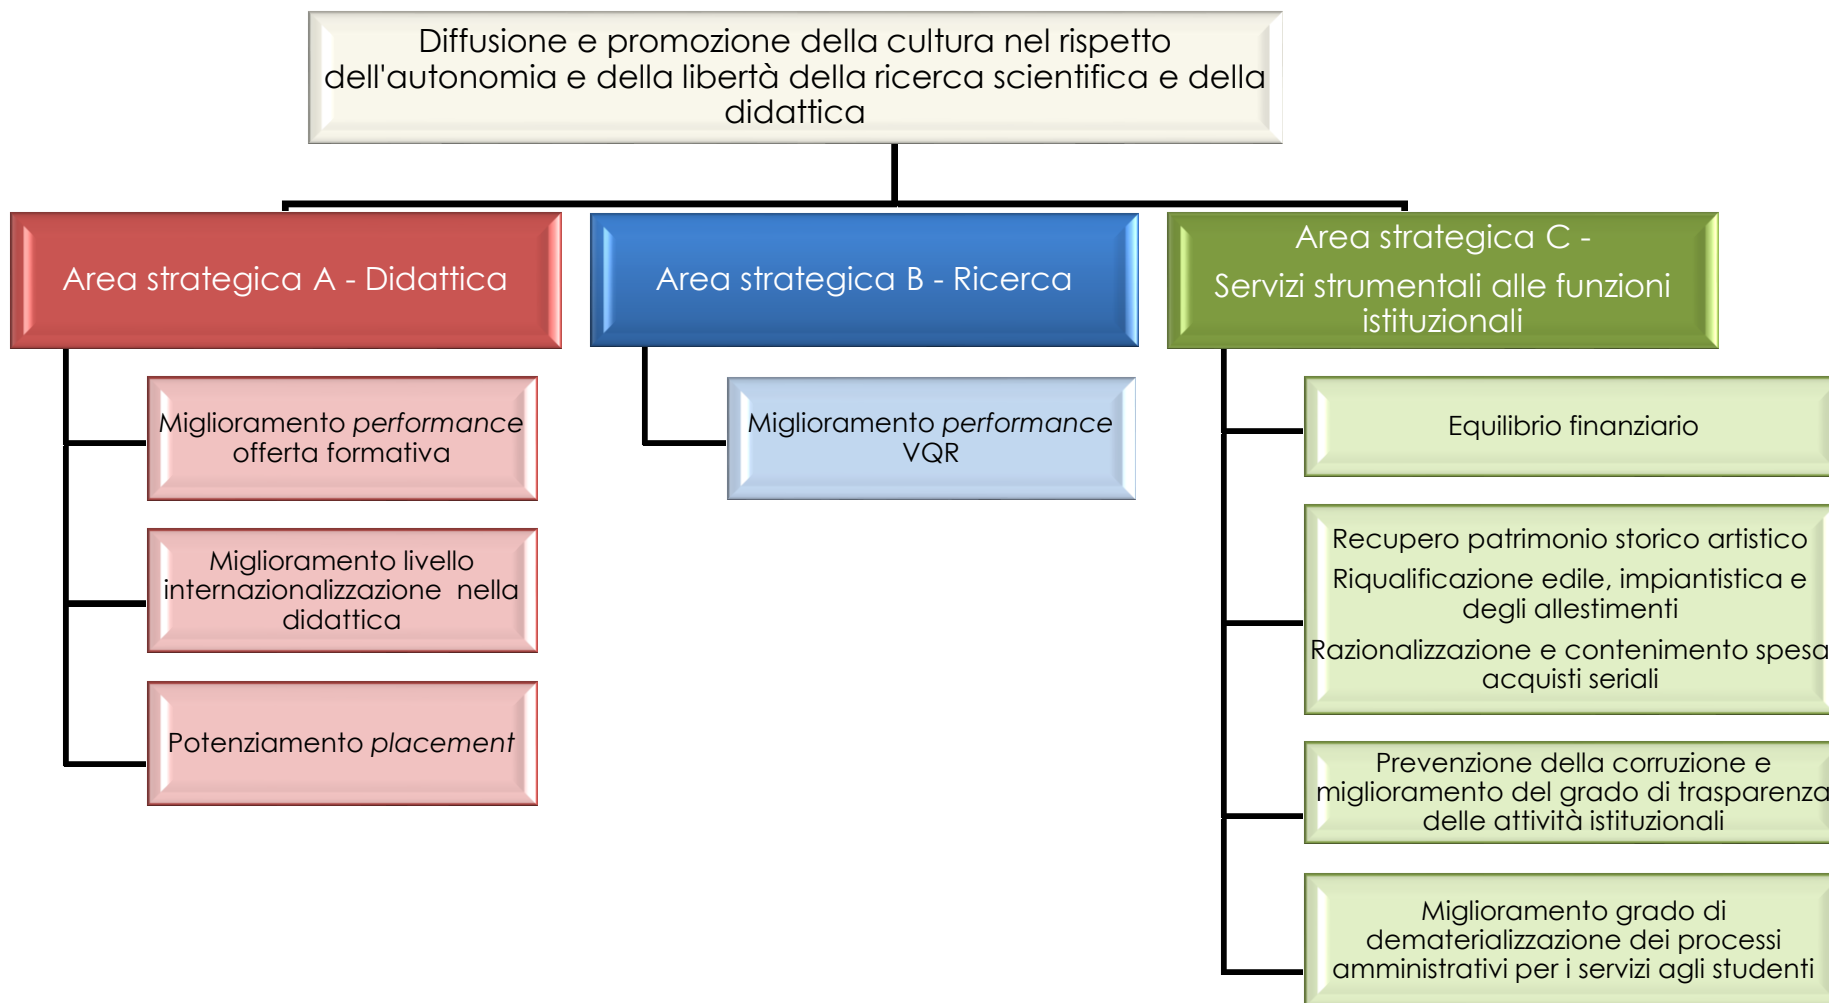 Diffusione e promozione della cultura nel rispetto
dell'autonomia e della libertà della ricerca scientifica e della
didattica
Area strategica A - Didattica
Miglioramento performance
offerta formativa
Miglioramento livello
internazionalizzazione nella
didattica
Potenziamento placement
Area strategica B - Ricerca
Miglioramento performance
VQR
Area strategica C -
Servizi strumentali alle funzioni
istituzionali
Equilibrio finanziario
Recupero patrimonio storico artistico
Riqualificazione edile, impiantistica e
degli allestimenti
Razionalizzazione e contenimento spesa
acquisti seriali
Prevenzione della corruzione e
miglioramento del grado di trasparenza
delle attività istituzionali
Miglioramento grado di
dematerializzazione dei processi
amministrativi per i servizi agli studenti